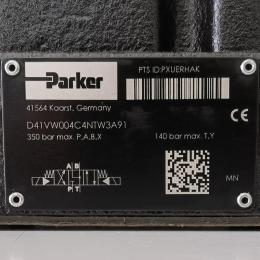 Parker
PTS ID:PXUERHAK
41564 Kaarst, Germany
D41VW004C4NTW3A91
350 bar max. P,A,B,X
140 bar max. T,Y
A B
P T
CE
MN